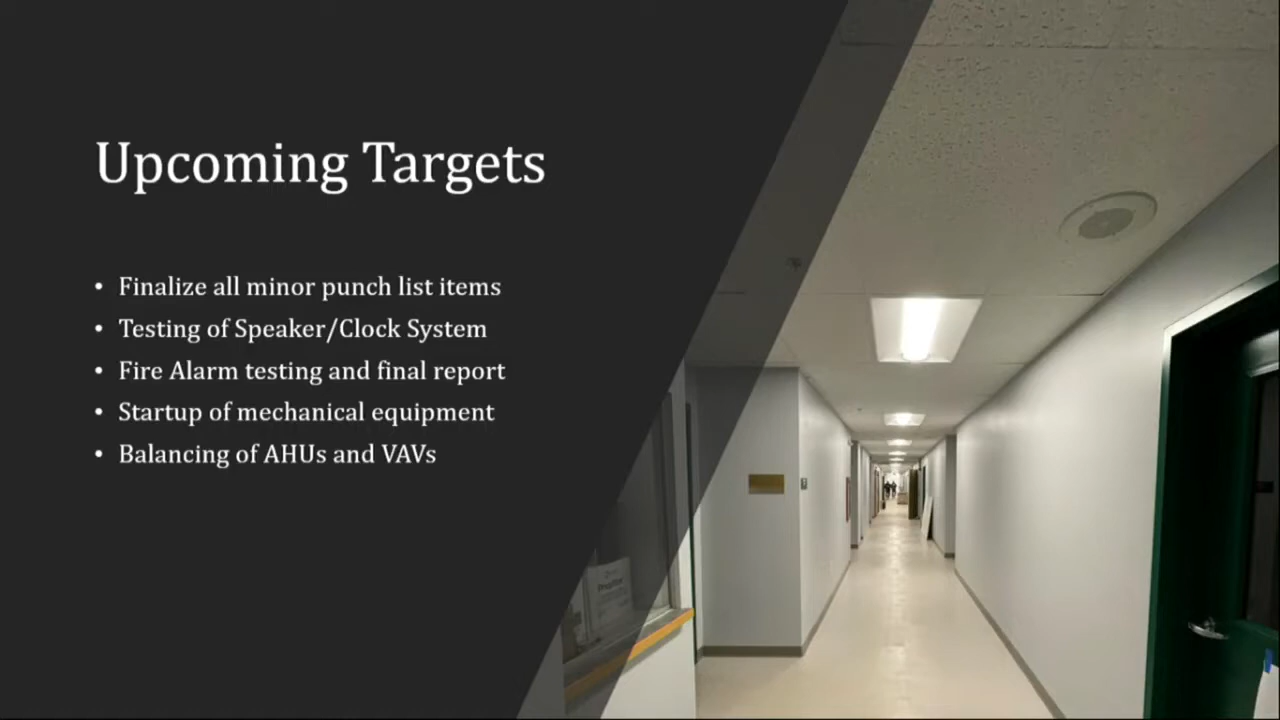 Upcoming Targets
• Finalize all minor punch list items
• Testing of Speaker/Clock System
• Fire Alarm testing and final report
• Startup of mechanical equipment
• Balancing of AHUs and VAVs